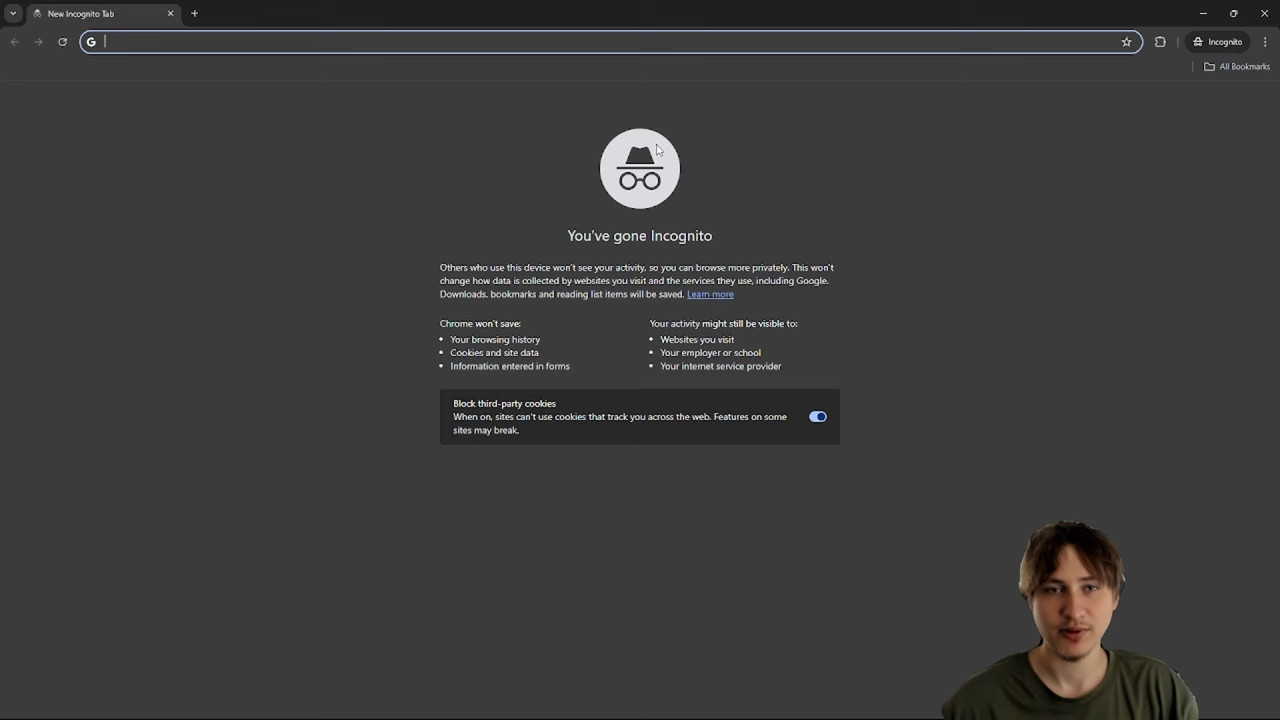 New Incognito Tab
Incognito
All Bookmarks
You've gone Incognito
Others who use this device won't see your activity, so you can browse more privately. This won't
change how data is collected by websites you visit and the services they use, including Google.
Downloads, bookmarks and reading list items will be saved. Learn more
Chrome won't save:
Your browsing history
Cookies and site data
Information entered in forms
Your activity might still be visible to:
Websites you visit
Your employer or school
Your internet service provider
Block third-party cookies
When on, sites can't use cookies that track you across the web. Features on some
sites may break.